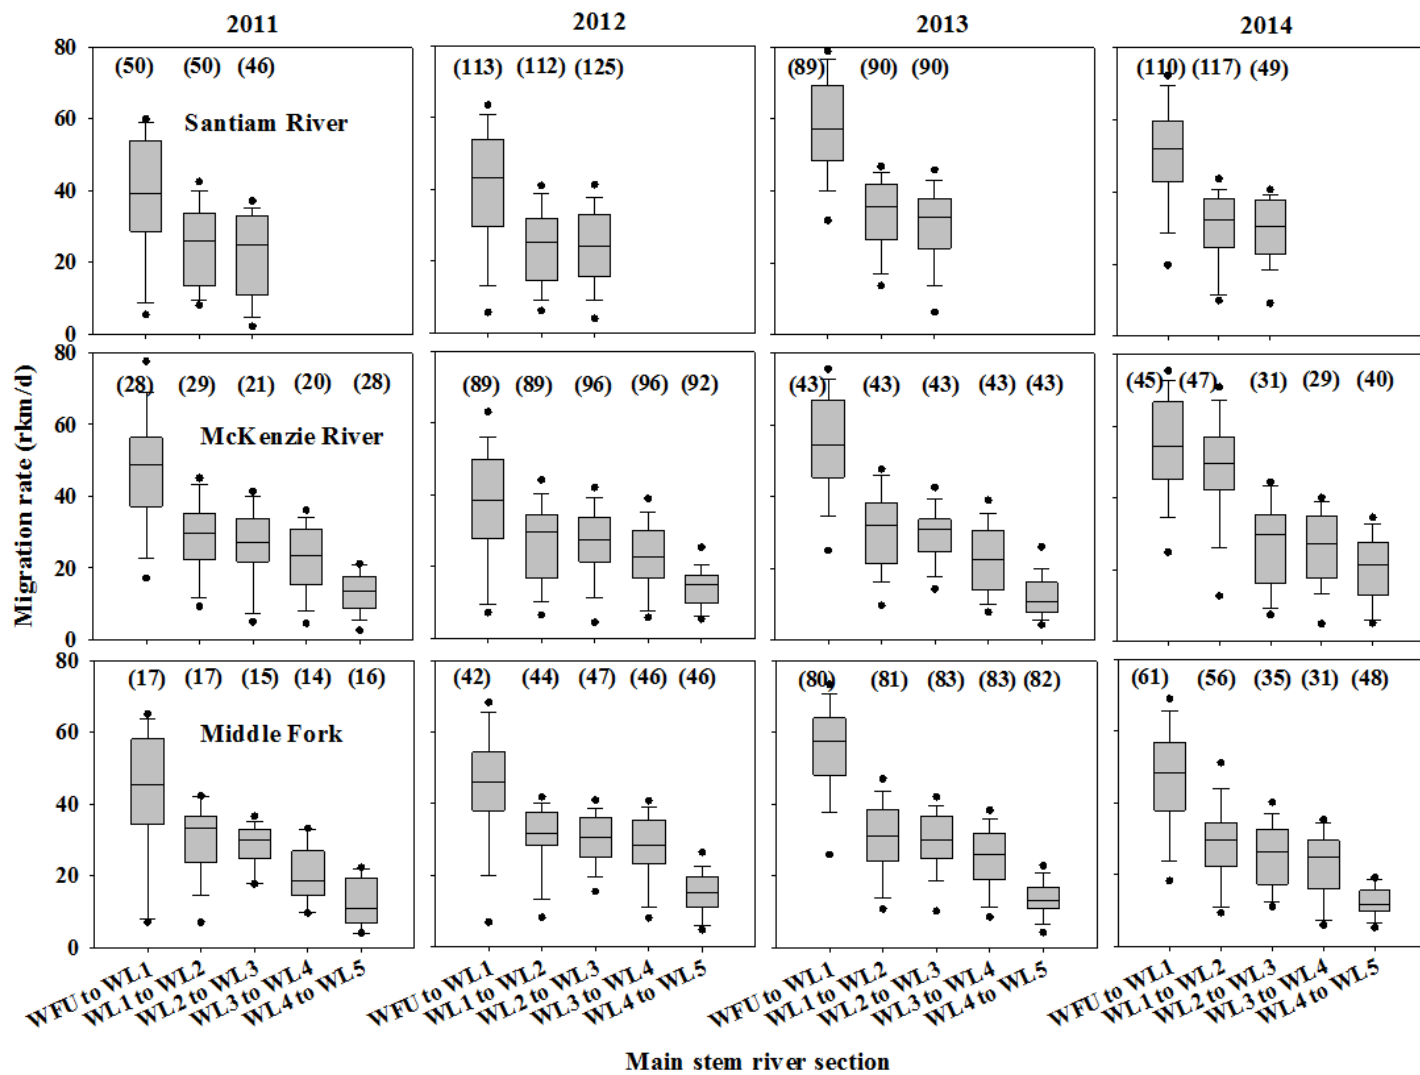 2011 2012 2013 2014
80 (50) (50) (46) (113) (112) (125) (89) (90) (90) (110) (117) (49)
60 Santiam River
40
20
0
80 (28) (29) (21) (20) (28) (89) (89) (96) (96) (92) (43) (43) (43) (43) (43) (45) (47) (31) (29) (40)
60 McKenzie River
40
20
0
80 (17) (17) (15) (14) (16) (42) (44) (47) (46) (46) (80) (81) (83) (83) (82) (61) (56) (35) (31) (48)
60 Middle Fork
40
20
0
Migration rate (rkm/d)
WFU to WL1 WL1 to WL2 WL2 to WL3 WL3 to WL4 WL4 to WL5 WFU to WL1 WL1 to WL2 WL2 to WL3 WL3 to WL4 WL4 to WL5 WFU to WL1 WL1 to WL2 WL2 to WL3 WL3 to WL4 WL4 to WL5 WFU to WL1 WL1 to WL2 WL2 to WL3 WL3 to WL4 WL4 to WL5
Main stem river section